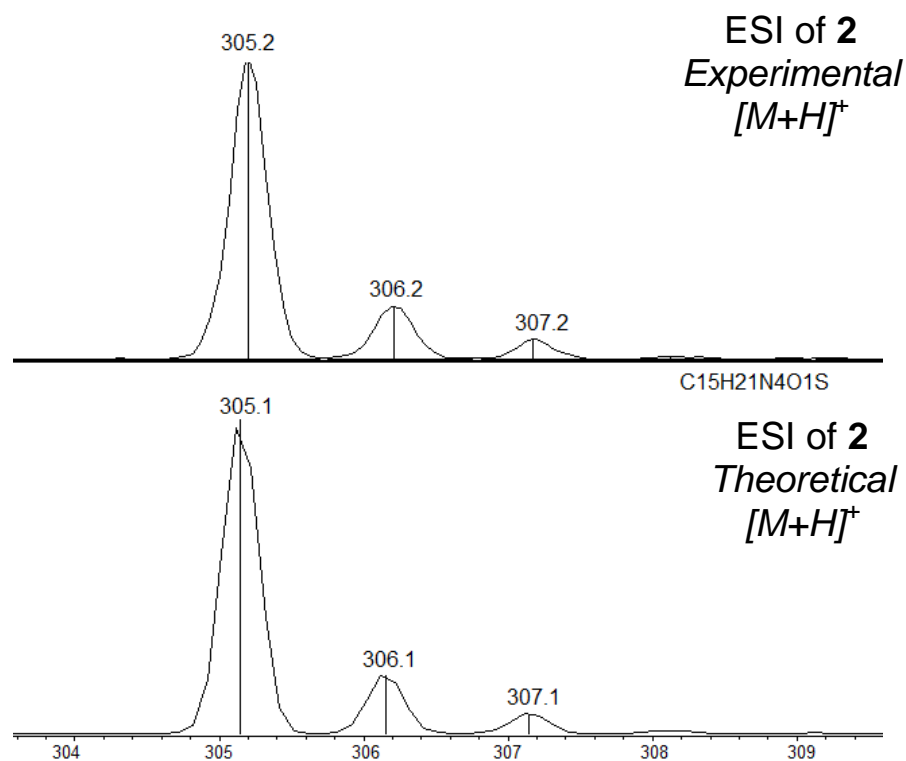 305.2
ESI of 2
Experimental
[M+H]+
306.2
307.2
C15H21N4O1S
305.1
ESI of 2
Theoretical
[M+H]+
306.1
307.1
304 305 306 307 308 309